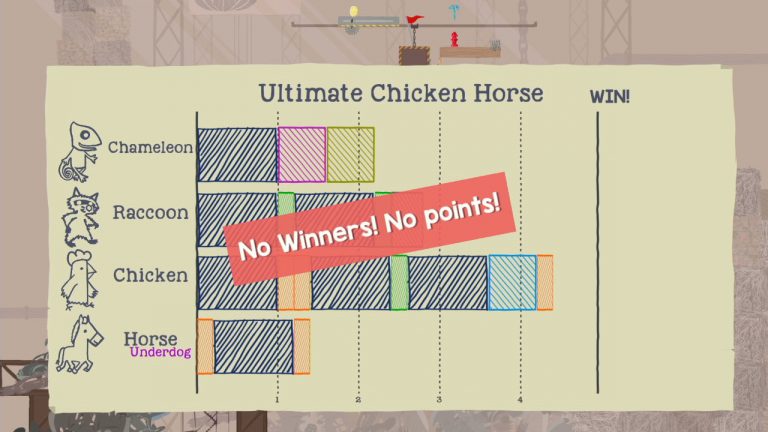 Ultimate Chicken Horse
WIN!
Chameleon
Raccoon
No Winners! No points!
Chicken
Horse
Underdog
1 2 3 4